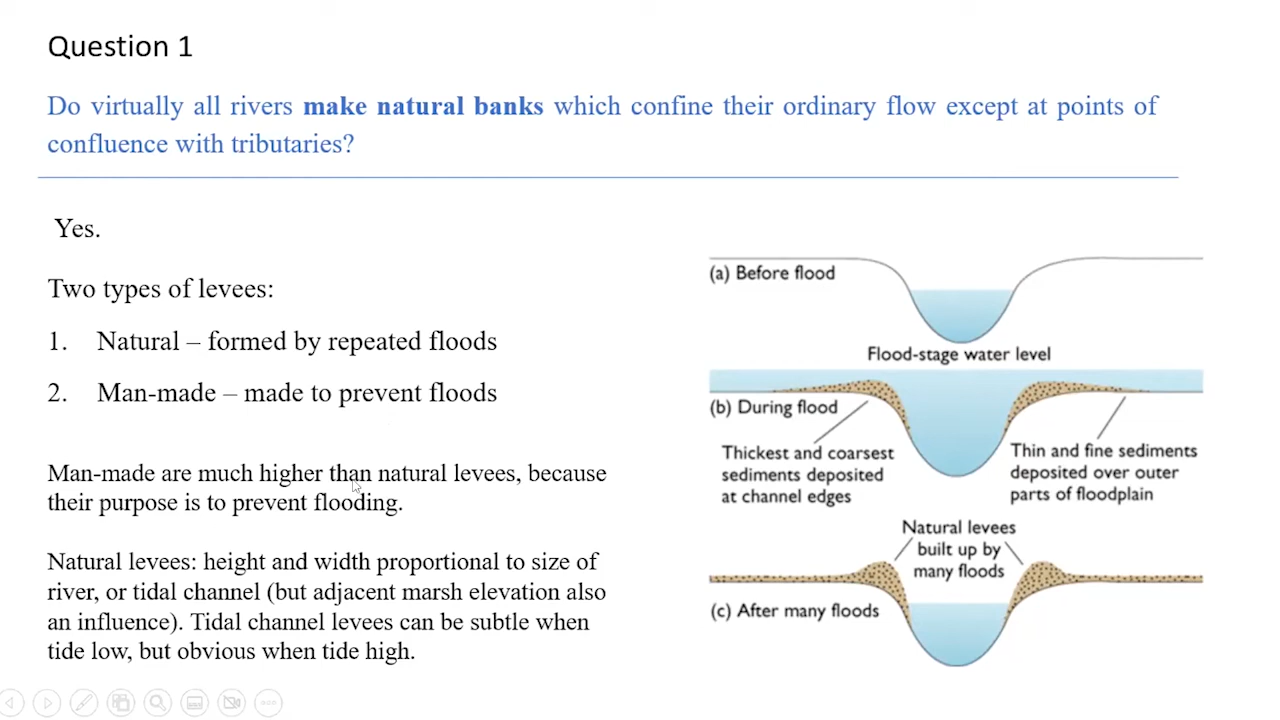 Question 1
Do virtually all rivers make natural banks which confine their ordinary flow except at points of
confluence with tributaries?
Yes.
Two types of levees:
1. Natural – formed by repeated floods
2. Man-made – made to prevent floods
Man-made are much higher than natural levees, because
their purpose is to prevent flooding.
Natural levees: height and width proportional to size of
river, or tidal channel (but adjacent marsh elevation also
an influence). Tidal channel levees can be subtle when
tide low, but obvious when tide high.
(a) Before flood
Flood-stage water level
(b) During flood
Thickest and coarsest
sediments deposited
at channel edges
Thin and fine sediments
deposited over outer
parts of floodplain
Natural levees
built up by
many floods
(c) After many floods